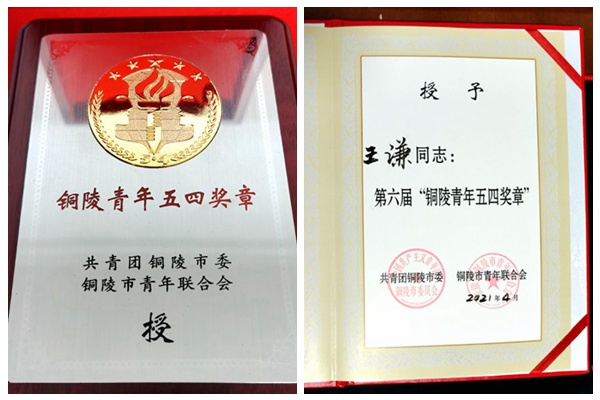 铜陵青年五四奖章
共青团铜陵市委
铜陵市青年联合会
授
授 予
王谦同志：
第六届“铜陵青年五四奖章”
共青团铜陵市委 铜陵市青年联合会
2021年4月